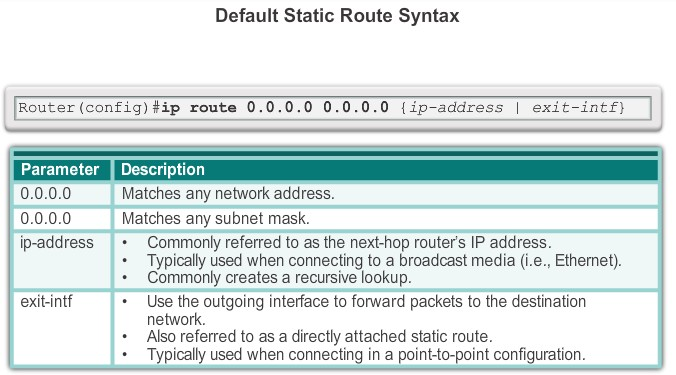 Default Static Route Syntax
Router(config)#ip route 0.0.0.0 0.0.0.0 {ip-address | exit-intf}
Parameter Description
0.0.0.0 Matches any network address.
0.0.0.0 Matches any subnet mask.
ip-address • Commonly referred to as the next-hop router’s IP address.
• Typically used when connecting to a broadcast media (i.e., Ethernet).
• Commonly creates a recursive lookup.
exit-intf • Use the outgoing interface to forward packets to the destination
network.
• Also referred to as a directly attached static route.
• Typically used when connecting in a point-to-point configuration.